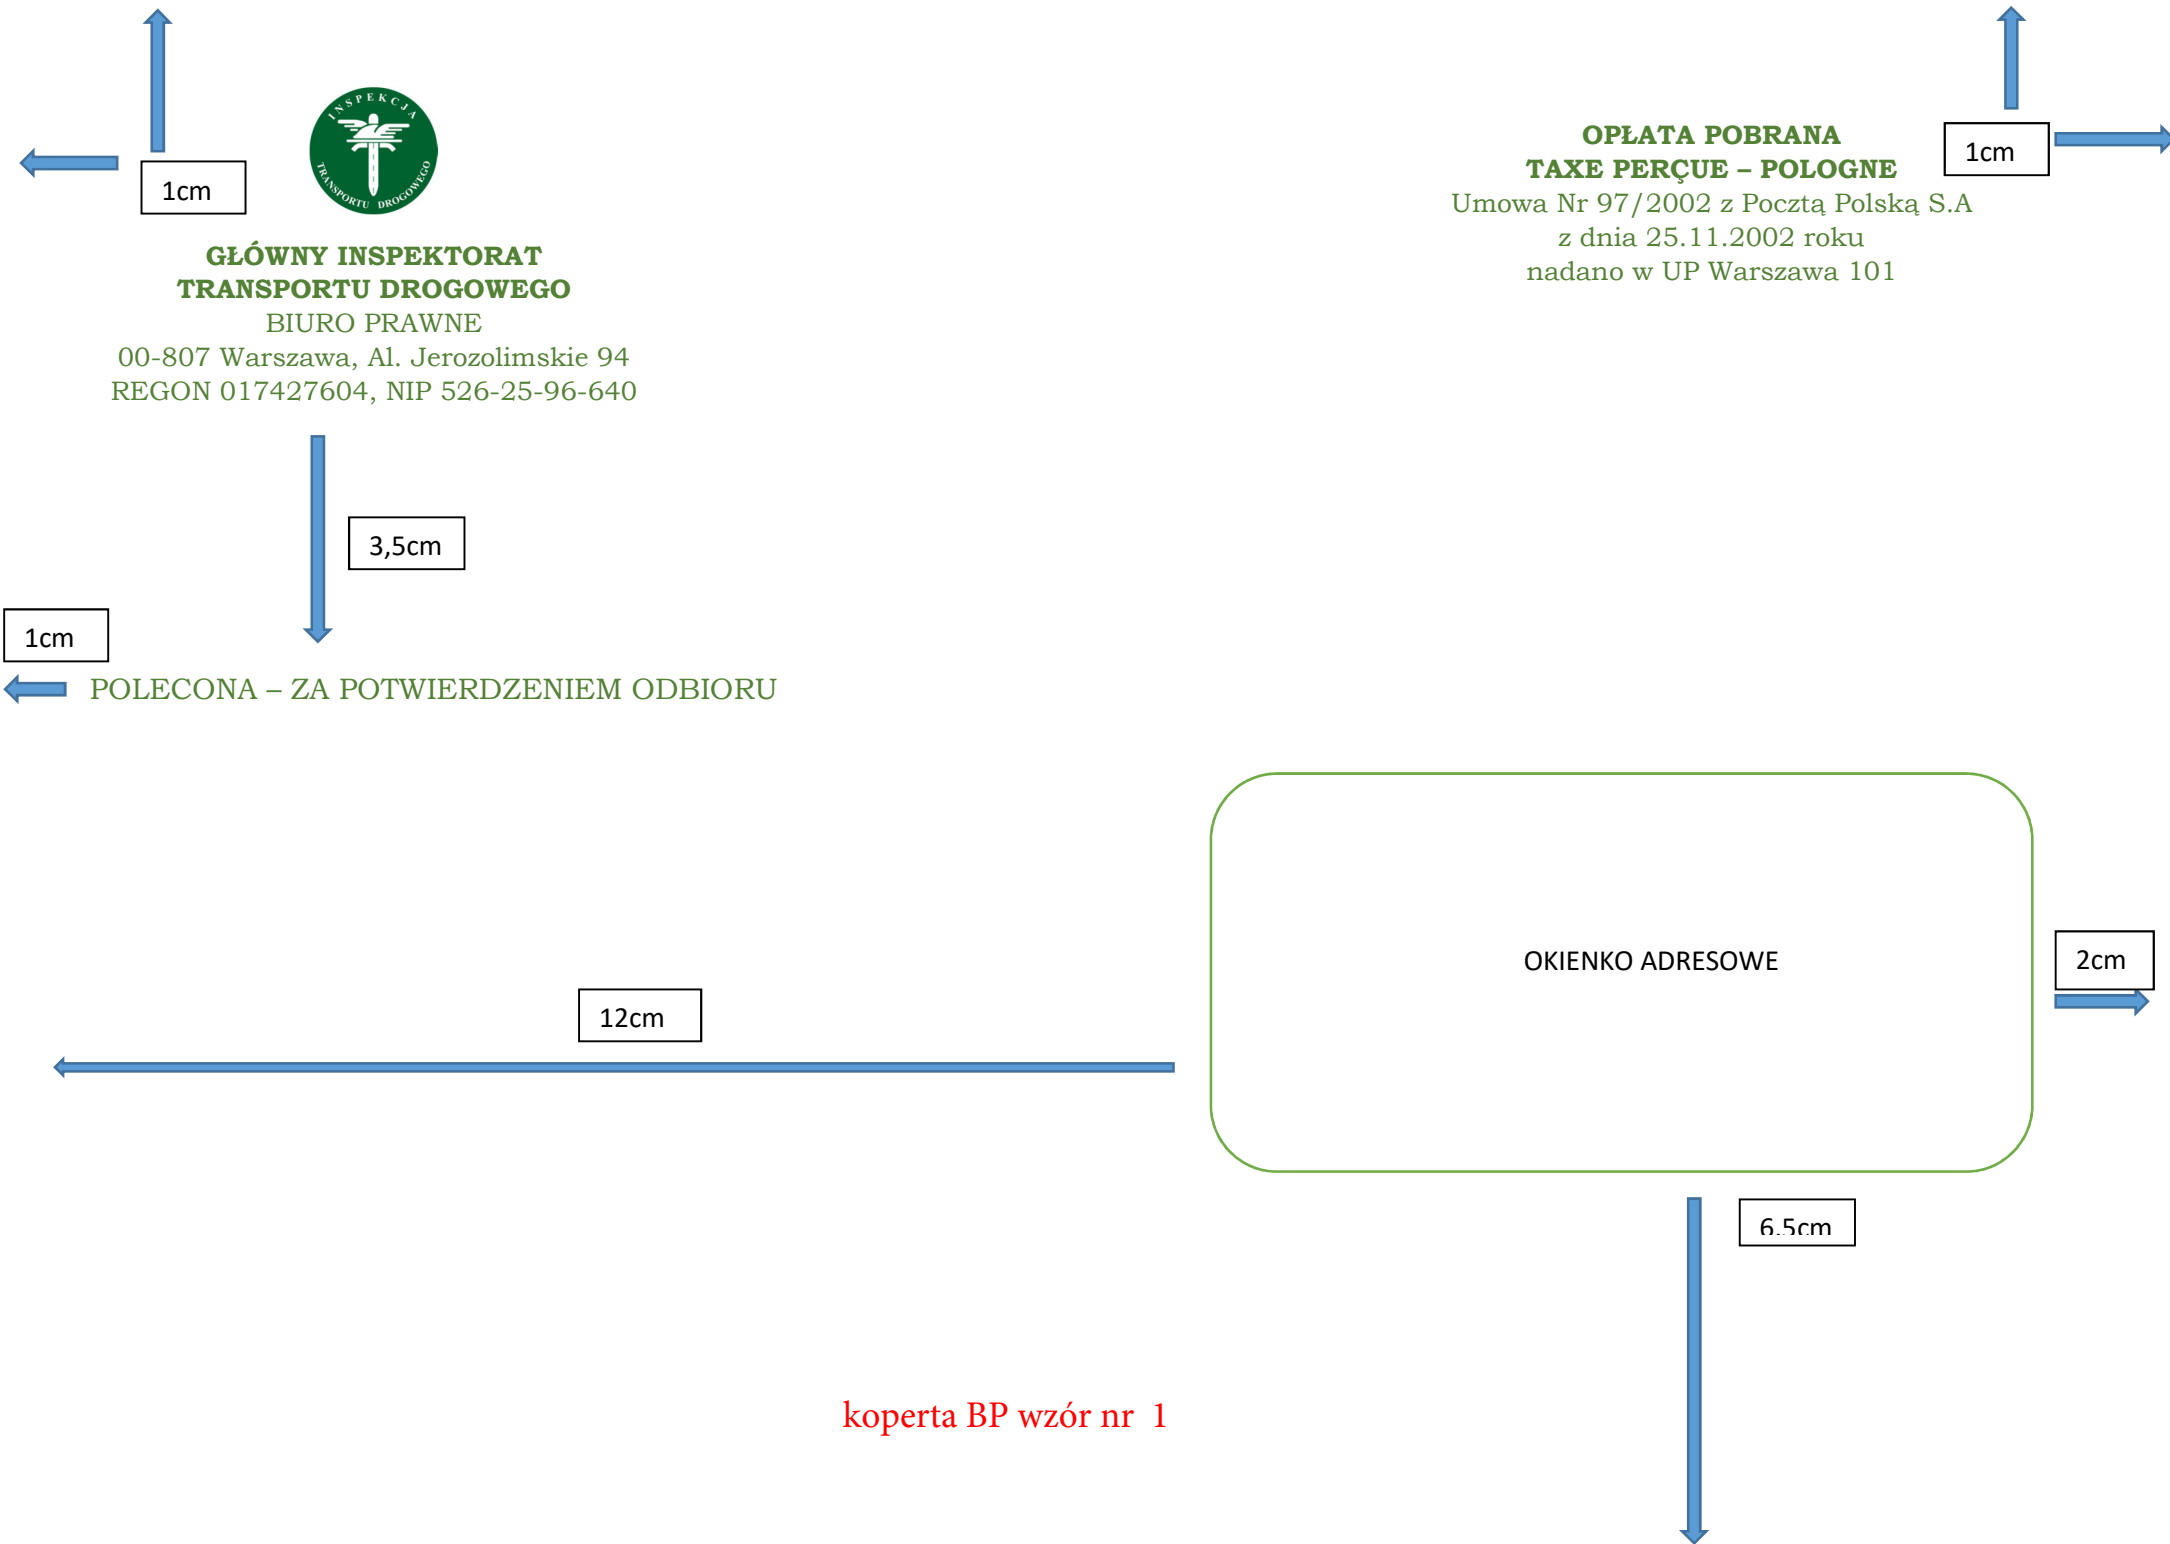 INSPEKCJA
TRANSPORTU DROGOWEGO
1cm
GŁÓWNY INSPEKTORAT
TRANSPORTU DROGOWEGO
BIURO PRAWNE
00-807 Warszawa, Al. Jerozolimskie 94
REGON 017427604, NIP 526-25-96-640
OPŁATA POBRANA
TAXE PERÇUE – POLOGNE
Umowa Nr 97/2002 z Pocztą Polską S.A
z dnia 25.11.2002 roku
nadano w UP Warszawa 101
1cm
3,5cm
1cm
POLECONA – ZA POTWIERDZENIEM ODBIORU
OKIENKO ADRESOWE
2cm
12cm
6,5cm
koperta BP wzór nr 1